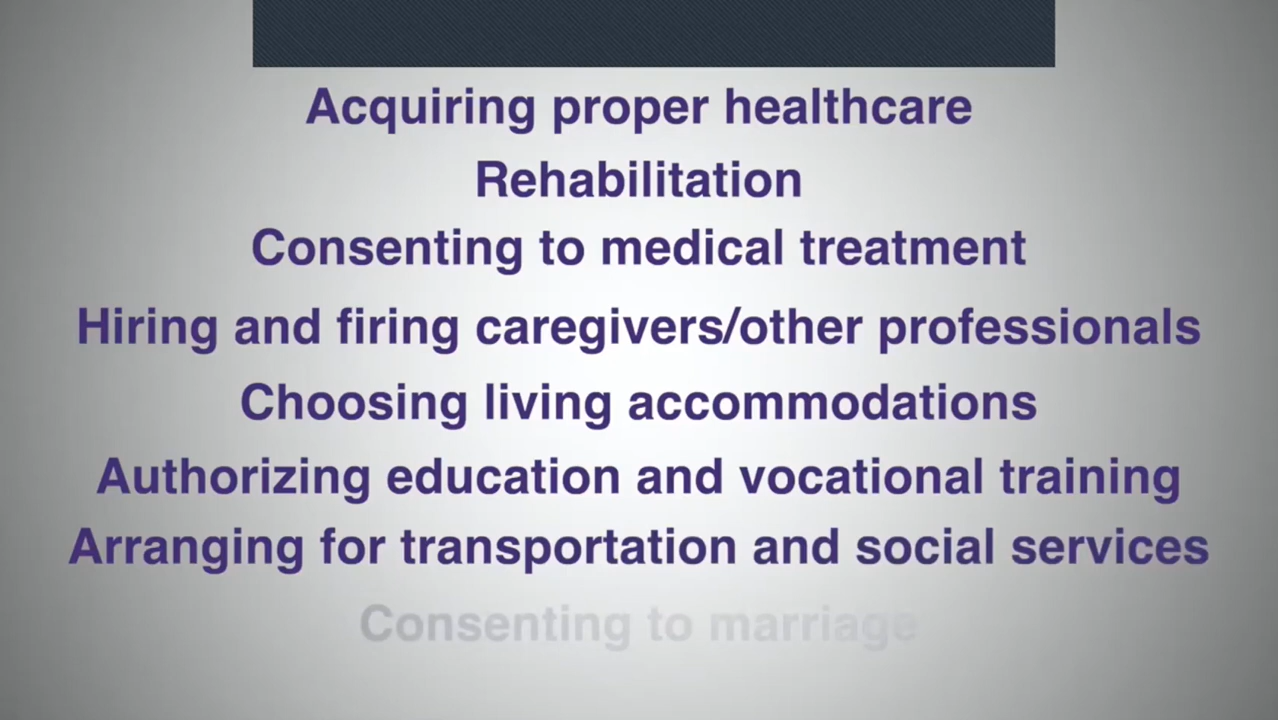 Acquiring proper healthcare
Rehabilitation
Consenting to medical treatment
Hiring and firing caregivers/other professionals
Choosing living accommodations
Authorizing education and vocational training
Arranging for transportation and social services
Consenting to marriage